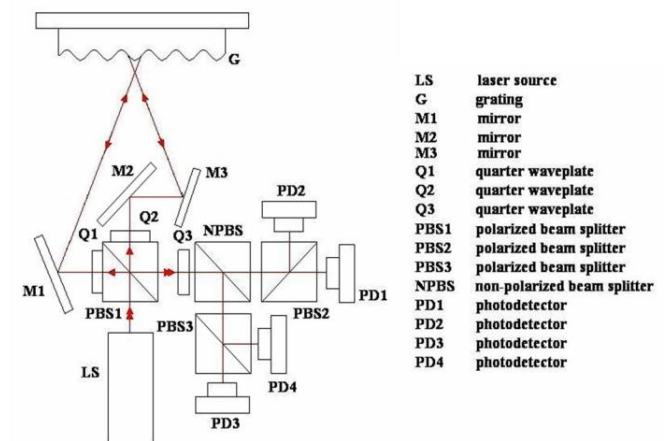 G
M2
M3
PD2
Q1
Q2
Q3
NPBS
M1
PBS1
PBS2
PD1
LS
PBS3
PD4
PD3
LS laser source
G grating
M1 mirror
M2 mirror
M3 mirror
Q1 quarter waveplate
Q2 quarter waveplate
Q3 quarter waveplate
PBS1 polarized beam splitter
PBS2 polarized beam splitter
PBS3 polarized beam splitter
NPBS non-polarized beam splitter
PD1 photodetector
PD2 photodetector
PD3 photodetector
PD4 photodetector